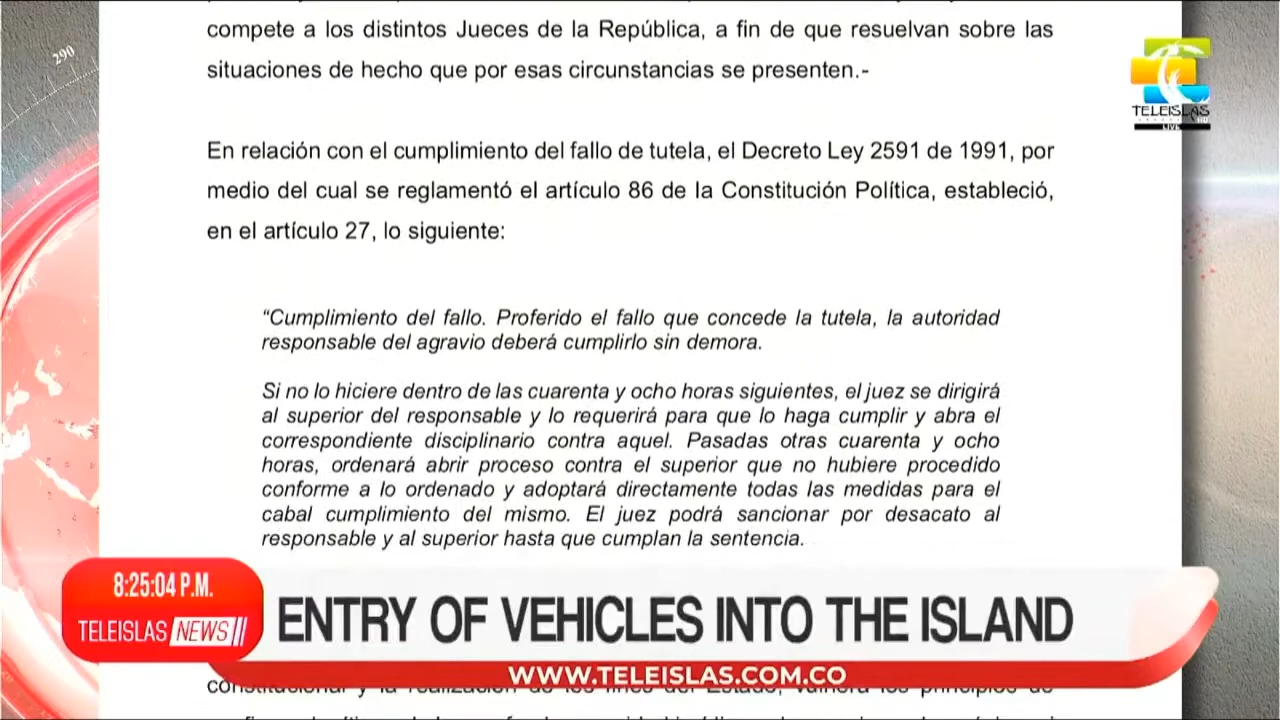 290
compete a los distintos Jueces de la República, a fin de que resuelvan sobre las
situaciones de hecho que por esas circunstancias se presenten.-
TELEISLAS
LIVE
En relación con el cumplimiento del fallo de tutela, el Decreto Ley 2591 de 1991, por
medio del cual se reglamentó el artículo 86 de la Constitución Política, estableció,
en el artículo 27, lo siguiente:
“Cumplimiento del fallo. Proferido el fallo que concede la tutela, la autoridad
responsable del agravio deberá cumplirlo sin demora.
Si no lo hiciere dentro de las cuarenta y ocho horas siguientes, el juez se dirigirá
al superior del responsable y lo requerirá para que lo haga cumplir y abra el
correspondiente disciplinario contra aquel. Pasadas otras cuarenta y ocho
horas, ordenará abrir proceso contra el superior que no hubiere procedido
conforme a lo ordenado y adoptará directamente todas las medidas para el
cabal cumplimiento del mismo. El juez podrá sancionar por desacato al
responsable y al superior hasta que cumplan la sentencia.
8:25:04 P.M.
TELEISLAS NEWS
ENTRY OF VEHICLES INTO THE ISLAND
WWW.TELEISLAS.COM.CO